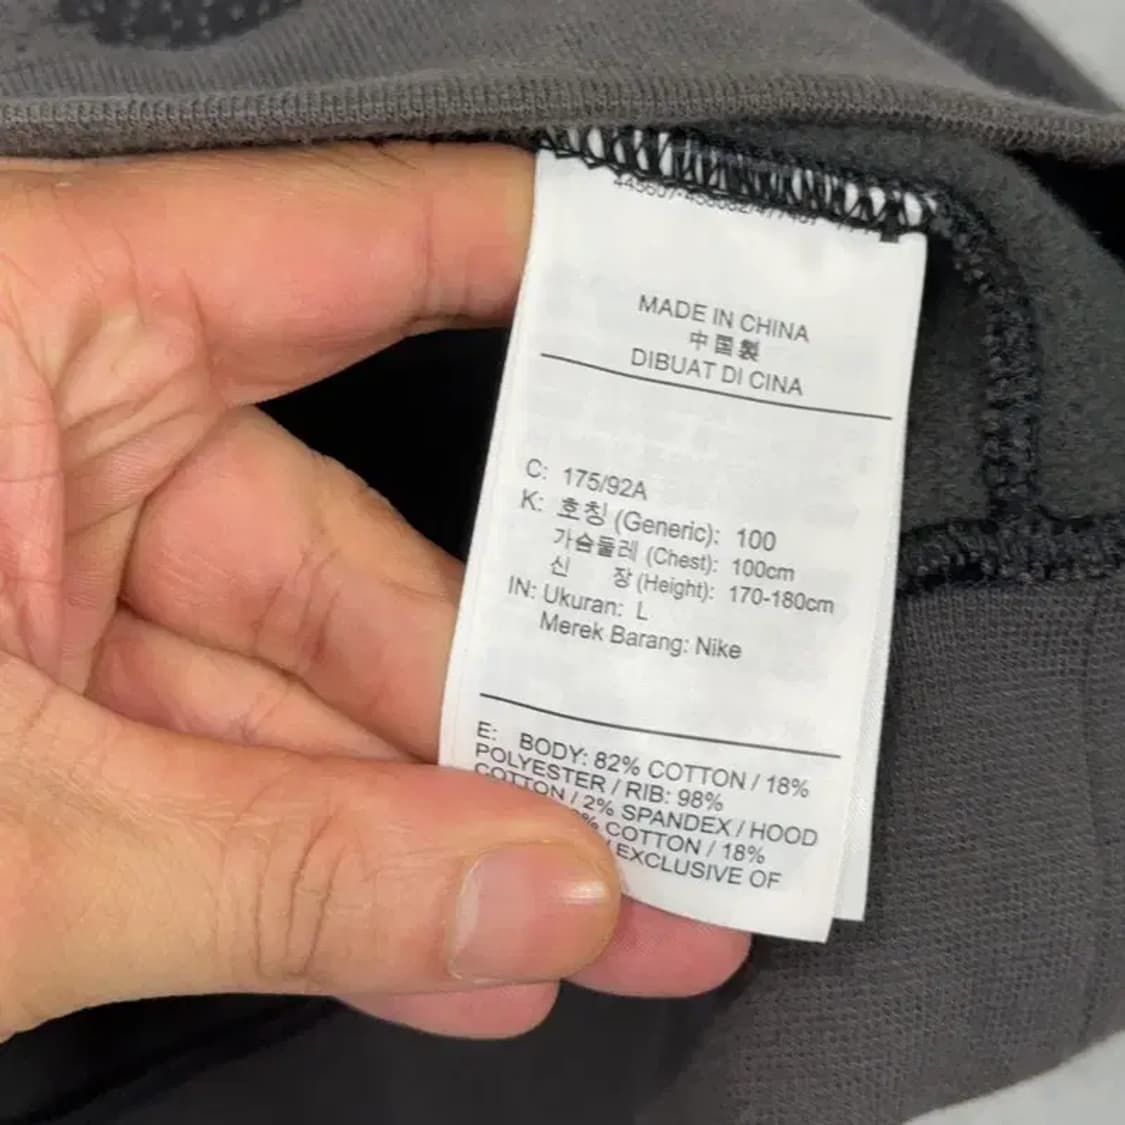 MADE IN CHINA
中国製
DIBUAT DI CINA
C: 175/92A
K: 호칭 (Generic): 100
가슴둘레 (Chest): 100cm
신 장 (Height): 170-180cm
IN: Ukuran: L
Merek Barang: Nike
E: BODY: 82% COTTON / 18%
POLYESTER / RIB: 98%
COTTON / 2% SPANDEX / HOOD
COTTON / 18%
/ EXCLUSIVE OF